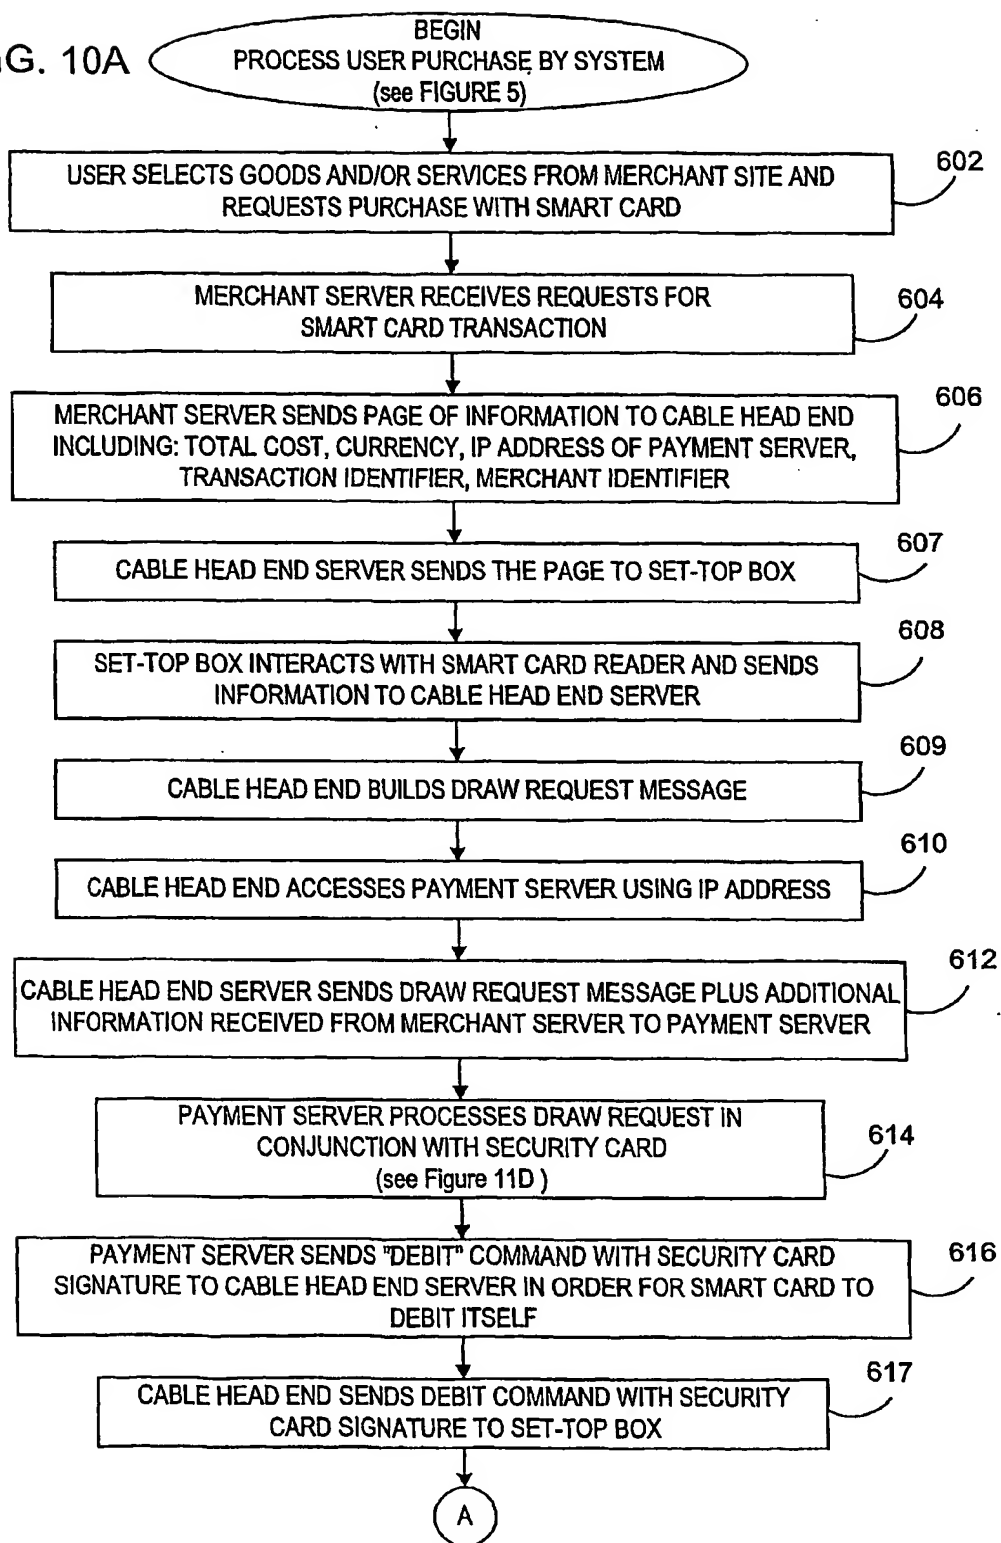 G. 10A
BEGIN
PROCESS USER PURCHASE BY SYSTEM
(see FIGURE 5)
USER SELECTS GOODS AND/OR SERVICES FROM MERCHANT SITE AND
REQUESTS PURCHASE WITH SMART CARD
602
MERCHANT SERVER RECEIVES REQUESTS FOR
SMART CARD TRANSACTION
604
MERCHANT SERVER SENDS PAGE OF INFORMATION TO CABLE HEAD END
INCLUDING: TOTAL COST, CURRENCY, IP ADDRESS OF PAYMENT SERVER,
TRANSACTION IDENTIFIER, MERCHANT IDENTIFIER
606
CABLE HEAD END SERVER SENDS THE PAGE TO SET-TOP BOX
607
SET-TOP BOX INTERACTS WITH SMART CARD READER AND SENDS
INFORMATION TO CABLE HEAD END SERVER
608
CABLE HEAD END BUILDS DRAW REQUEST MESSAGE
609
CABLE HEAD END ACCESSES PAYMENT SERVER USING IP ADDRESS
610
CABLE HEAD END SERVER SENDS DRAW REQUEST MESSAGE PLUS ADDITIONAL
INFORMATION RECEIVED FROM MERCHANT SERVER TO PAYMENT SERVER
612
PAYMENT SERVER PROCESSES DRAW REQUEST IN
CONJUNCTION WITH SECURITY CARD
(see Figure 11D )
614
PAYMENT SERVER SENDS "DEBIT" COMMAND WITH SECURITY CARD
SIGNATURE TO CABLE HEAD END SERVER IN ORDER FOR SMART CARD TO
DEBIT ITSELF
616
CABLE HEAD END SENDS DEBIT COMMAND WITH SECURITY
CARD SIGNATURE TO SET-TOP BOX
617
A